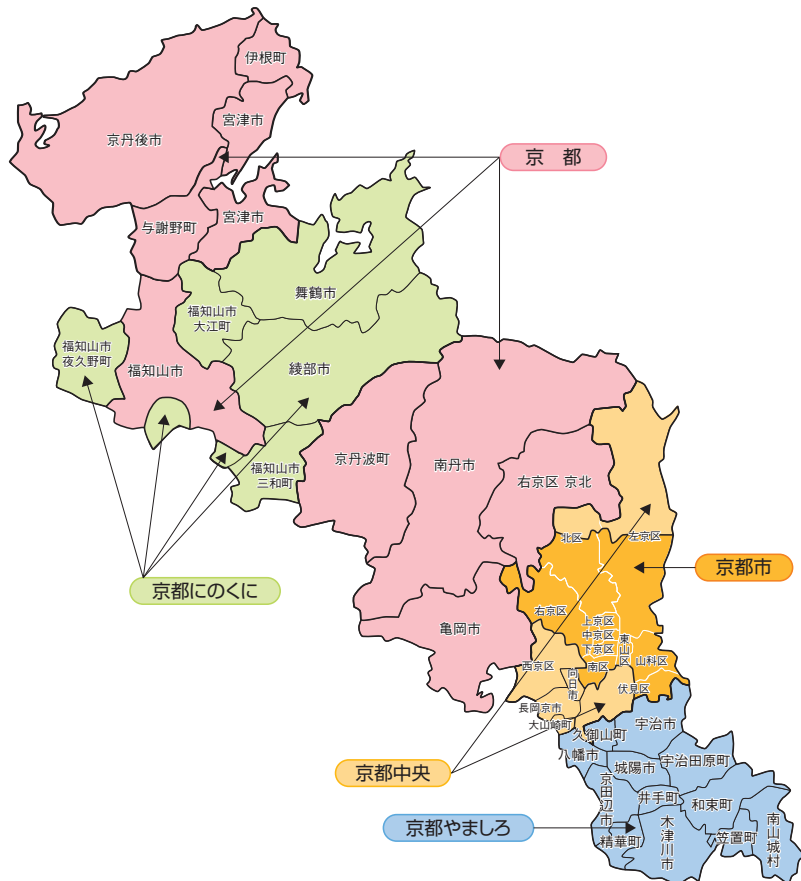 伊根町
宮津市
京丹後市
京 都
与謝野町
宮津市
舞鶴市
福知山市
大江町
福知山市
夜久野町
福知山市
綾部市
京丹波町
南丹市
福知山市
三和町
右京区 京北
北区
左京区
京都市
京都にのくに
右京区
上京区
中京区
下京区
東山区
山科区
亀岡市
西京区
南区
向日市
伏見区
長岡京市
大山崎町
久御山町
宇治市
八幡市
京都中央
城陽市
宇治田原町
京田辺市
井手町
和束町
京都やましろ
精華町
木津川市
笠置町
南山城村